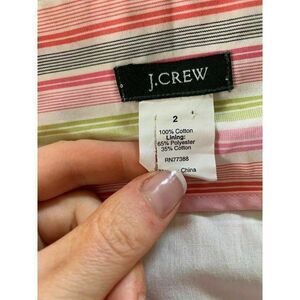 J.CREW
2
100% Cotton
Lining:
65% Polyester
35% Cotton
RN77388
China